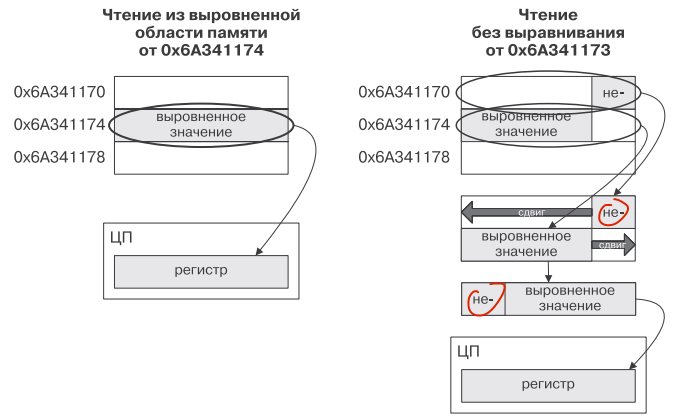 Чтение из выровненной
области памяти
от 0x6A341174
0x6A341170
0x6A341174
выровненное
значение
0x6A341178
ЦП
регистр
Чтение
без выравнивания
от 0x6A341173
0x6A341170
не-
0x6A341174
выровненное
значение
0x6A341178
сдвиг
не-
выровненное
значение
сдвиг
не-
выровненное
значение
ЦП
регистр